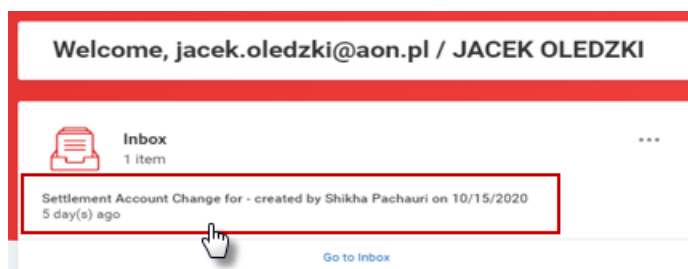 Welcome, jacek.oledzki@aon.pl / JACEK OLEDZKI
Inbox
1 item
Settlement Account Change for - created by Shikha Pachauri on 10/15/2020
5 day(s) ago
Go to Inbox